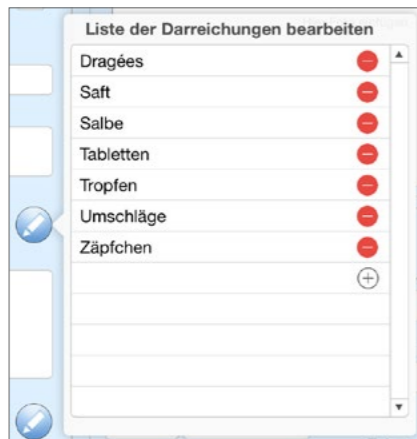 Liste der Darreichungen bearbeiten
Dragées
Saft
Salbe
Tabletten
Tropfen
Umschläge
Zäpfchen